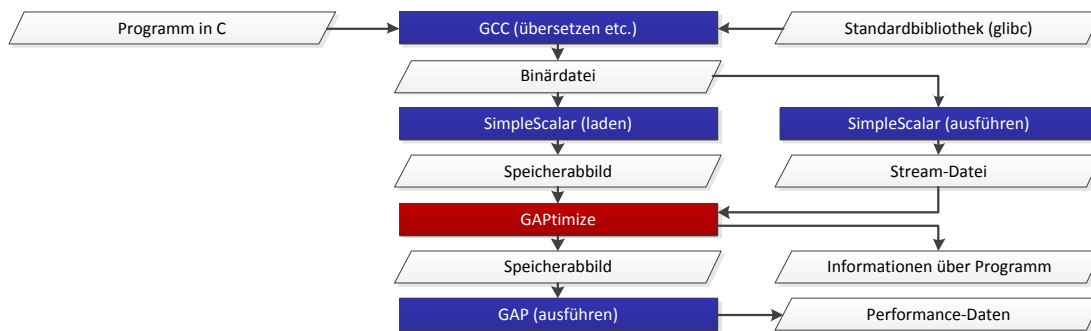 Programm in C
GCC (übersetzen etc.)
Standardbibliothek (glibc)
Binärdatei
SimpleScalar (laden)
SimpleScalar (ausführen)
Speicherabbild
Stream-Datei
GAPtimize
Speicherabbild
Informationen über Programm
GAP (ausführen)
Performance-Daten